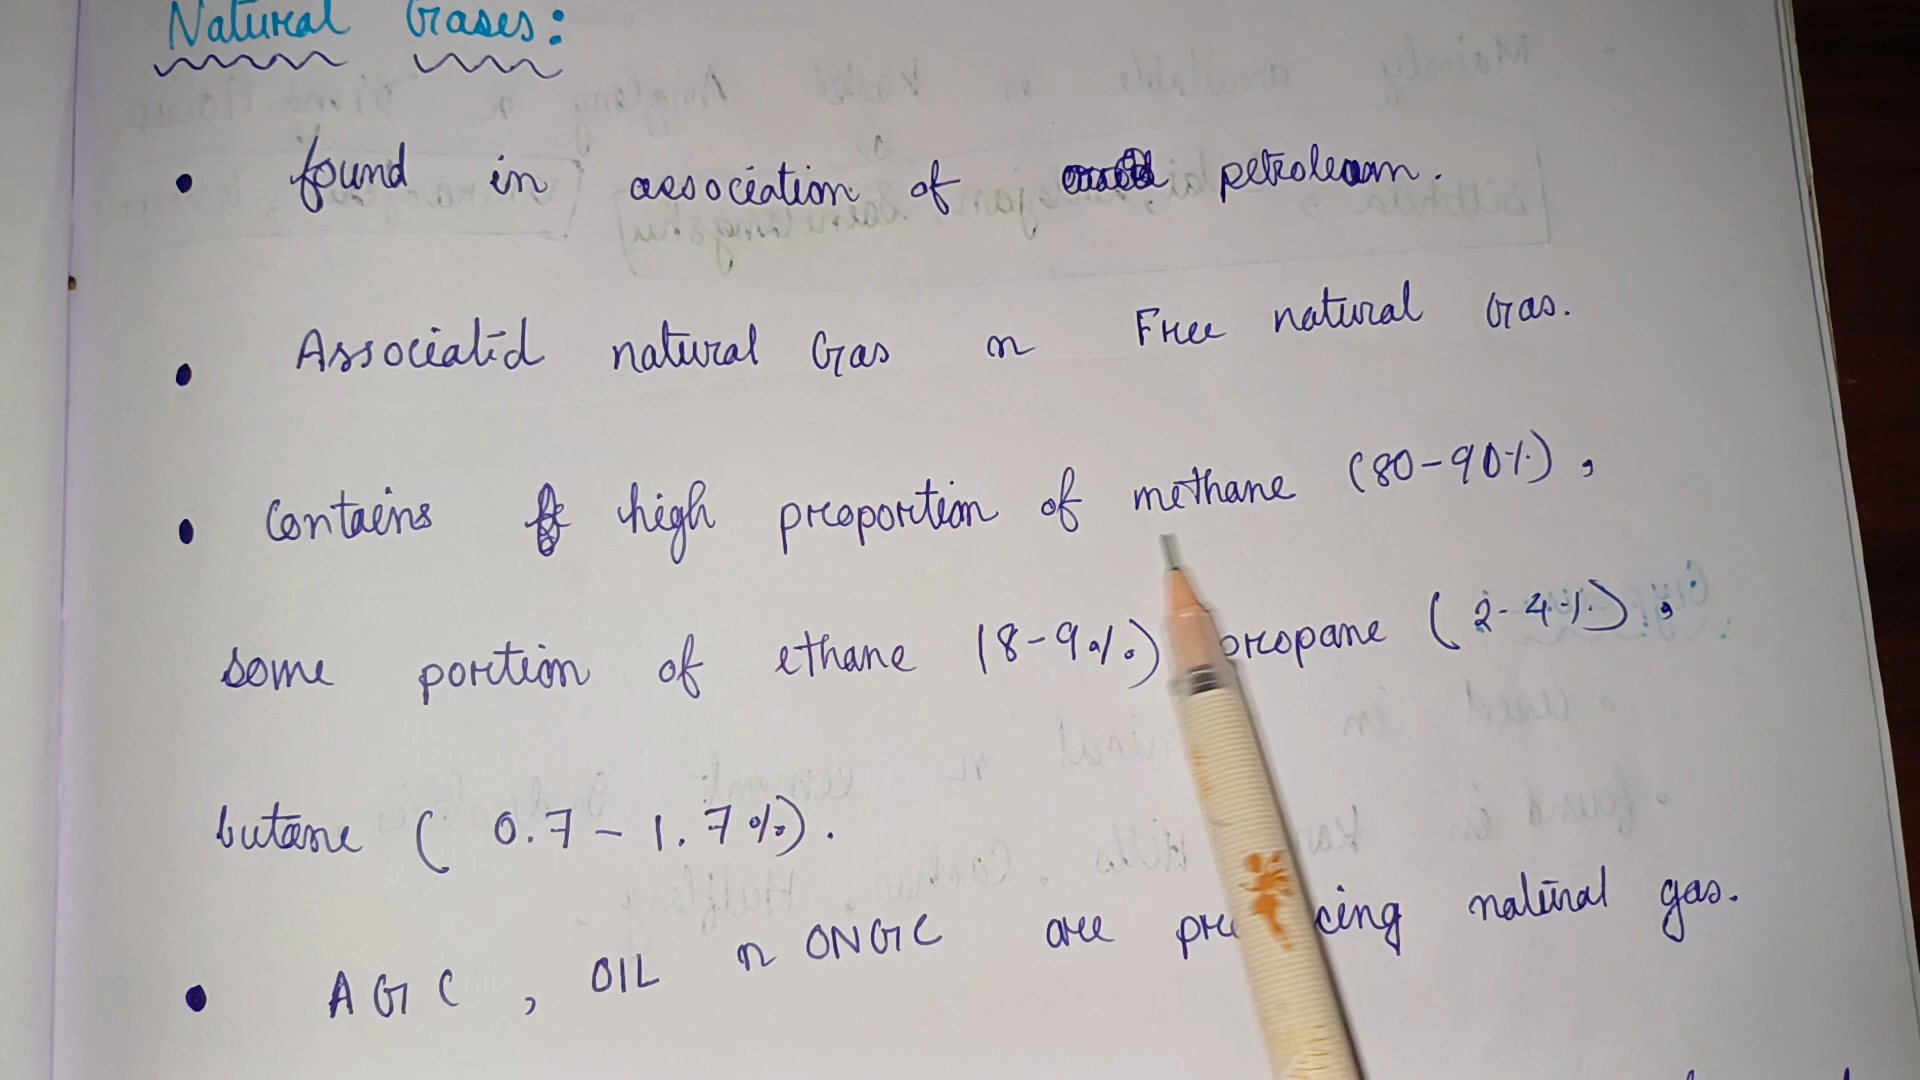 Natural Gases:
• found in association of petroleum.
• Associated natural Gas n Free natural Gas.
• Contains high proportion of methane (80-90%),
some portion of ethane (8-9%) propane (2-4%),
butane (0.7-1.7%).
• AGC, OIL n ONGC are producing natural gas.